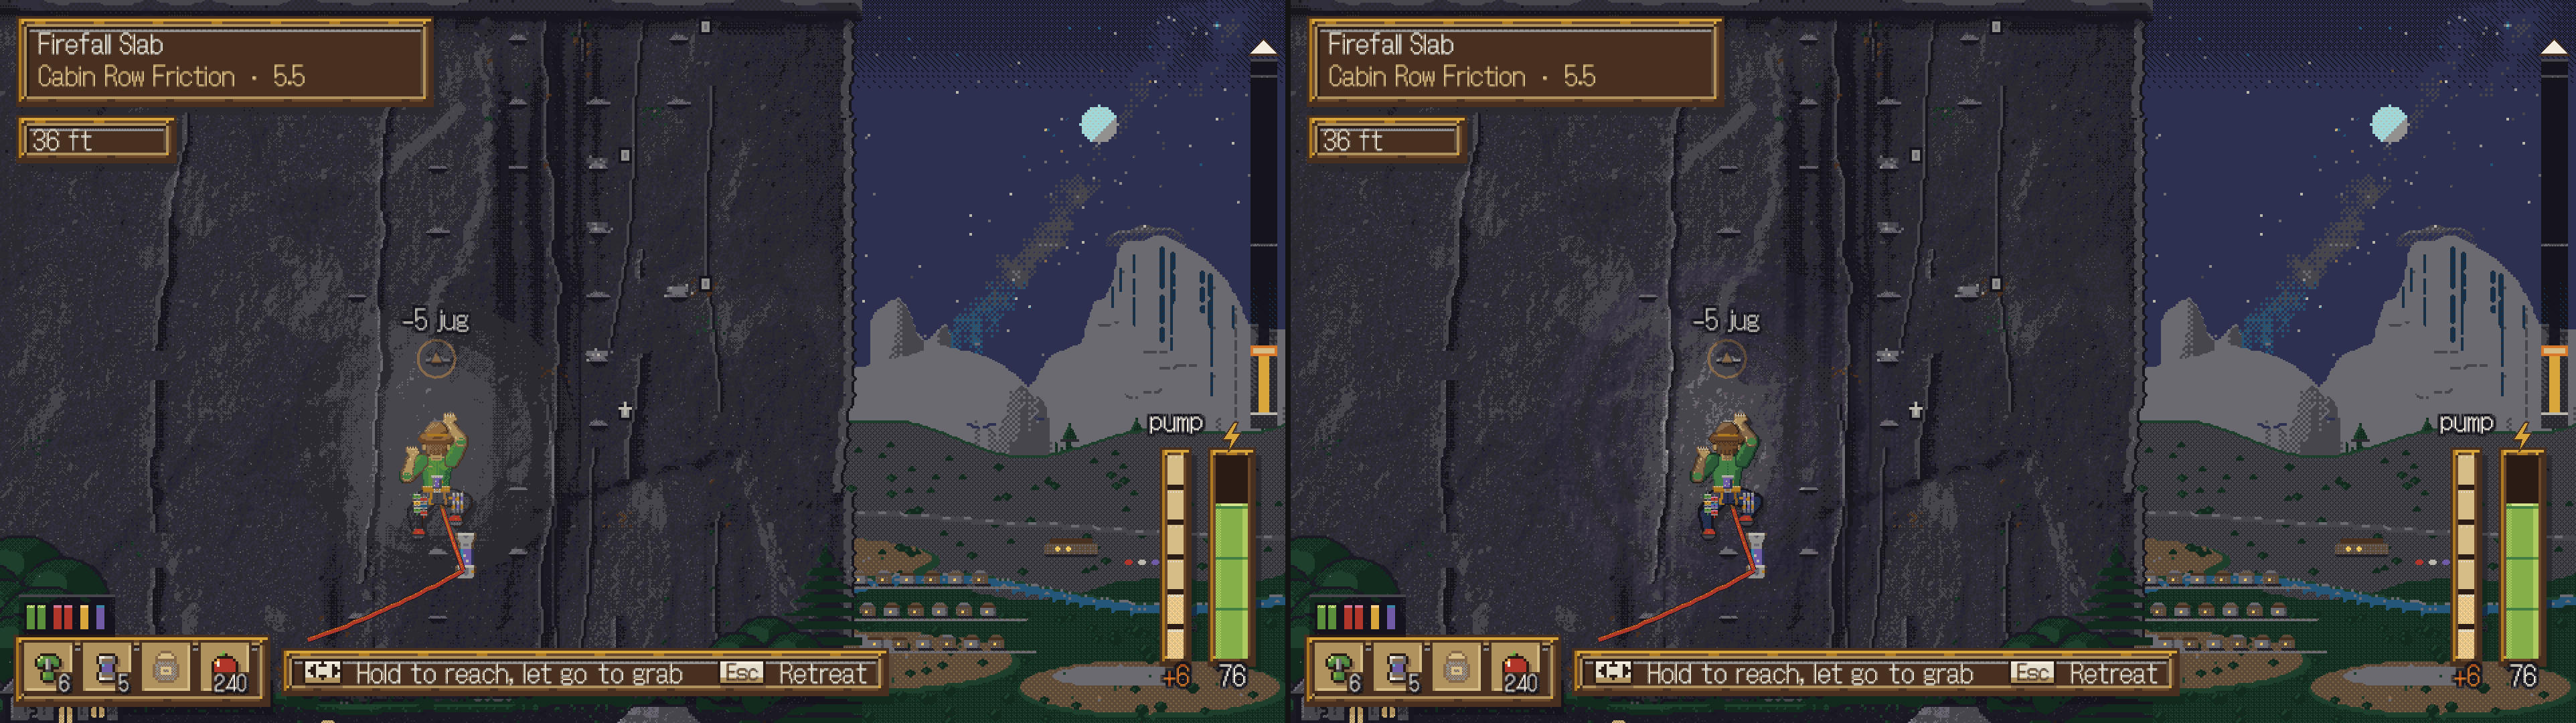 Firefall Slab
Cabin Row Friction · 5.5
36 ft
-5 jug
pump
6
5
240
Hold to reach, let go to grab
Esc
Retreat
+6
76
Firefall Slab
Cabin Row Friction · 5.5
36 ft
-5 jug
pump
6
5
240
Hold to reach, let go to grab
Esc
Retreat
+6
76